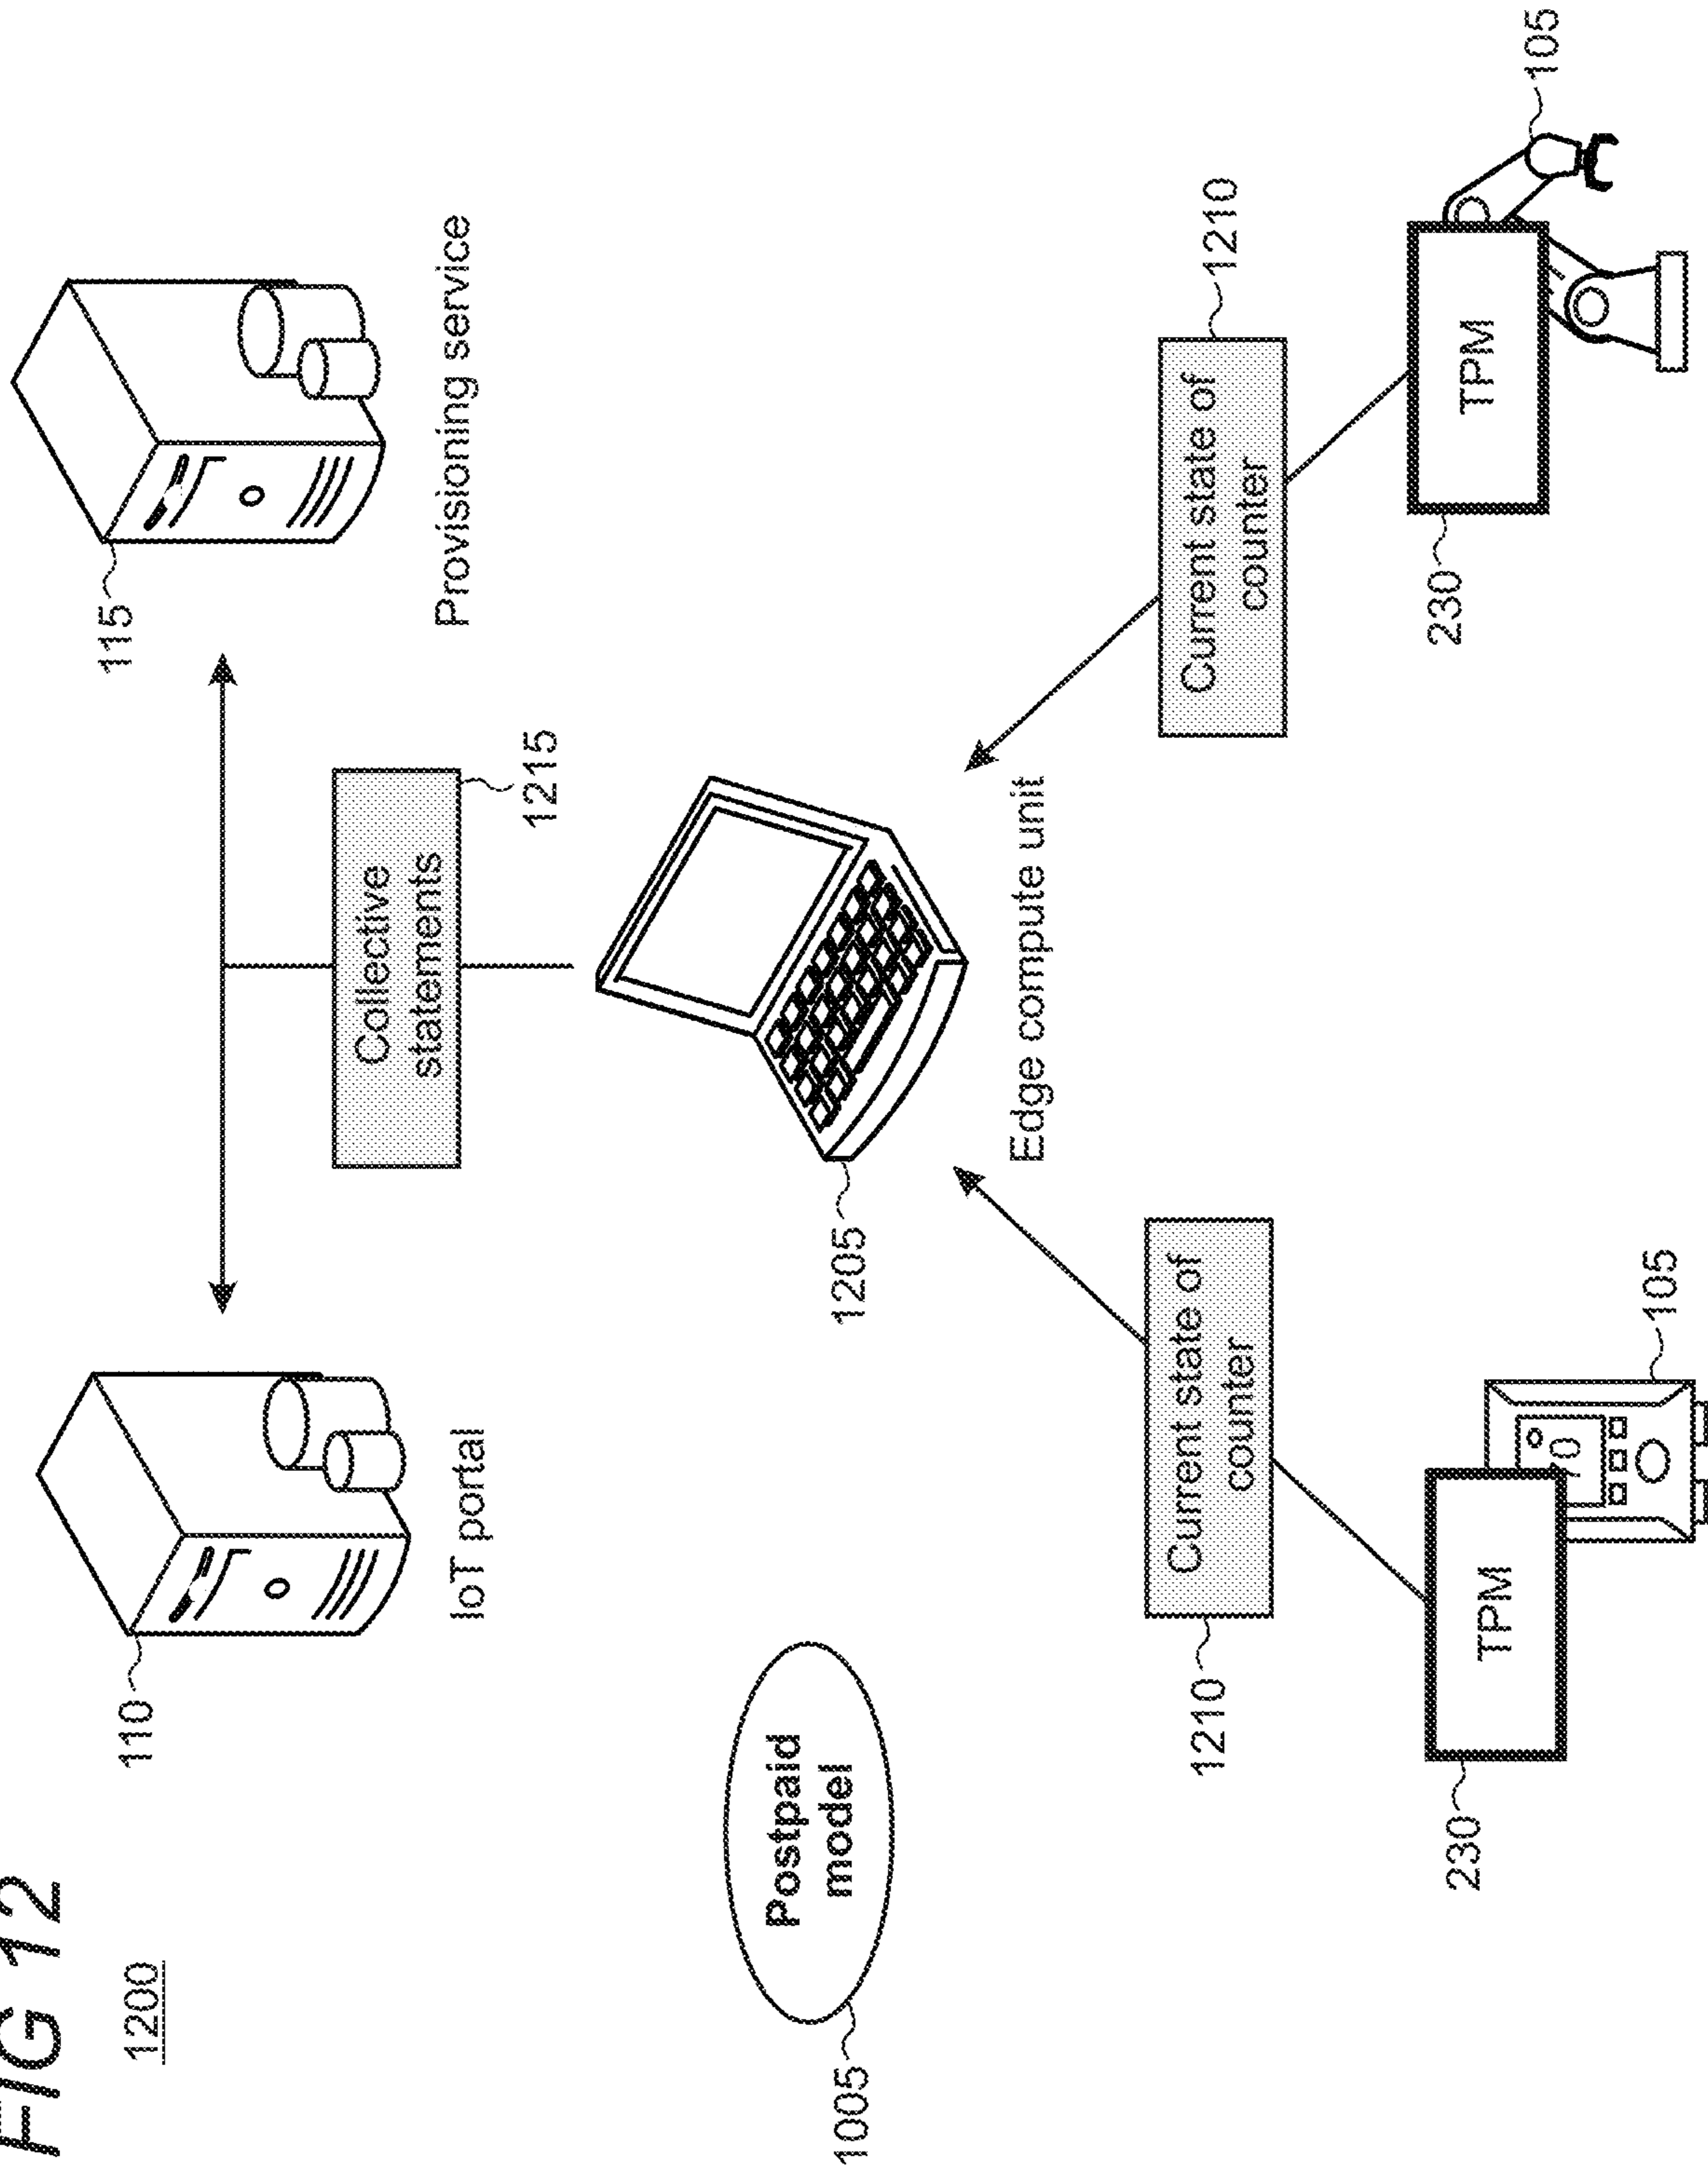 FIG 12
1200
110
IoT portal
115
Provisioning service
Collective
statements
1215
Postpaid
model
1005
1205
Edge compute unit
Current state of
counter
1210
Current state of
counter
1210
TPM
230
105
70
TPM
230
105